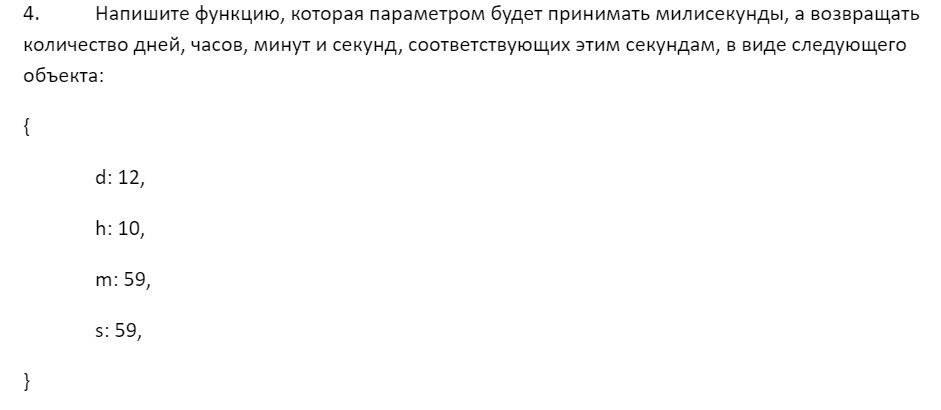 4. Напишите функцию, которая параметром будет принимать милисекунды, а возвращать
количество дней, часов, минут и секунд, соответствующих этим секундам, в виде следующего
объекта:
{
d: 12,
h: 10,
m: 59,
s: 59,
}